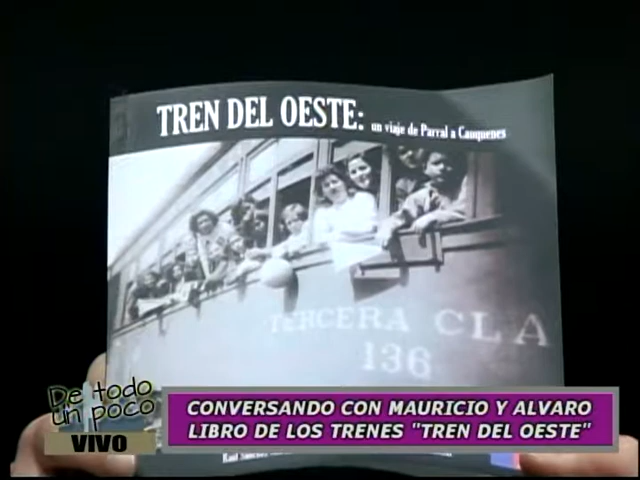 TREN DEL OESTE: un viaje de Parral a Cauquenes
TERCERA CLA
136
De todo
un poco
VIVO
CONVERSANDO CON MAURICIO Y ALVARO
LIBRO DE LOS TRENES "TREN DEL OESTE"